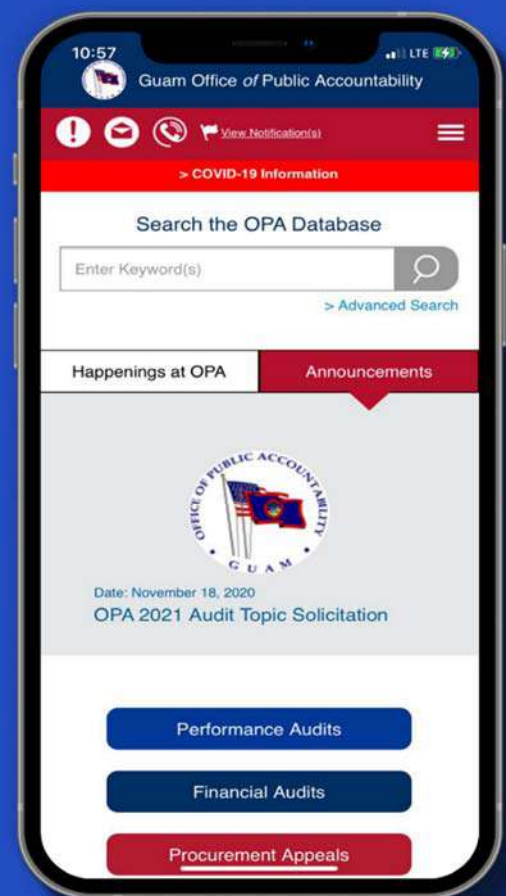 10:57
LTE
Guam Office of Public Accountability
View Notification(s)
> COVID-19 Information
Search the OPA Database
Enter Keyword(s)
> Advanced Search
Happenings at OPA
Announcements
OFFICE OF PUBLIC ACCOUNTABILITY
GUAM
Date: November 18, 2020
OPA 2021 Audit Topic Solicitation
Performance Audits
Financial Audits
Procurement Appeals